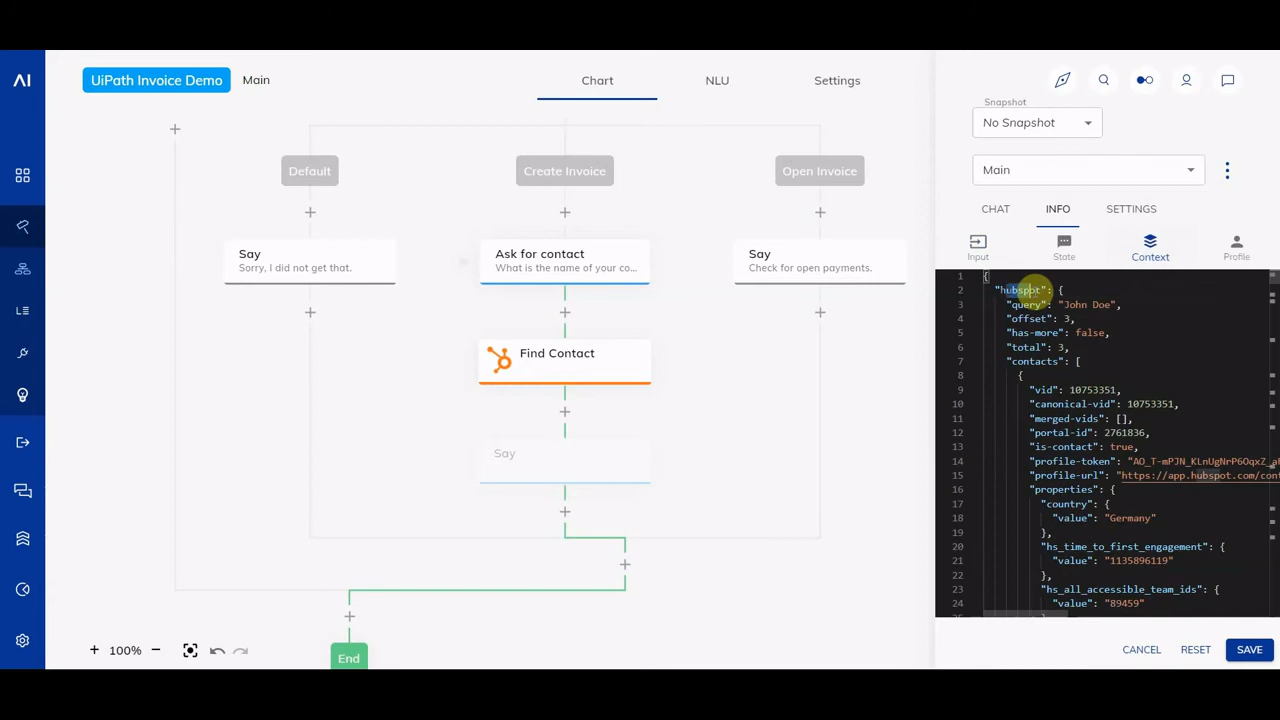 AI
UiPath Invoice Demo
Main
Chart
NLU
Settings
Default
Create Invoice
Open Invoice
Say
Sorry, I did not get that.
Ask for contact
What is the name of your co...
Say
Check for open payments.
Find Contact
Say
End
100%
Snapshot
No Snapshot
Main
CHAT
INFO
SETTINGS
Input
State
Context
Profile
1 {
2 "hubspot": {
3 "query": "John Doe",
4 "offset": 3,
5 "has-more": false,
6 "total": 3,
7 "contacts": [
8 {
9 "vid": 10753351,
10 "canonical-vid": 10753351,
11 "merged-vids": [],
12 "portal-id": 2761836,
13 "is-contact": true,
14 "profile-token": "AO_T-mPJN_KLnUgNrP6OqxZ_a
15 "profile-url": "https://app.hubspot.com/cont
16 "properties": {
17 "country": {
18 "value": "Germany"
19 },
20 "hs_time_to_first_engagement": {
21 "value": "1135896119"
22 },
23 "hs_all_accessible_team_ids": {
24 "value": "89459"
CANCEL
RESET
SAVE